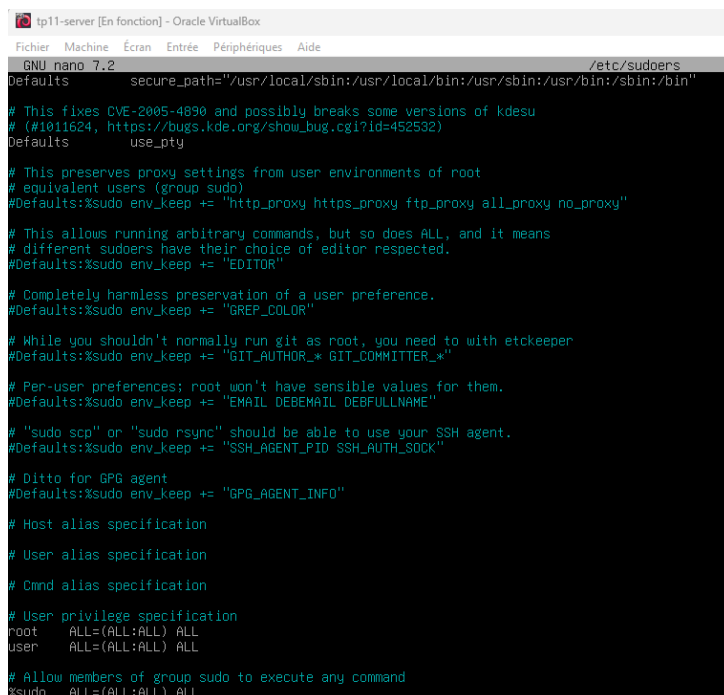 tp11-server [En fonction] - Oracle VirtualBox
Fichier Machine Écran Entrée Périphériques Aide
GNU nano 7.2 /etc/sudoers
Defaults secure_path="/usr/local/sbin:/usr/local/bin:/usr/sbin:/usr/bin:/sbin:/bin"
# This fixes CVE-2005-4890 and possibly breaks some versions of kdesu
# (#1011624, https://bugs.kde.org/show_bug.cgi?id=452532)
Defaults use_pty
# This preserves proxy settings from user environments of root
# equivalent users (group sudo)
#Defaults:%sudo env_keep += "http_proxy https_proxy ftp_proxy all_proxy no_proxy"
# This allows running arbitrary commands, but so does ALL, and it means
# different sudoers have their choice of editor respected.
#Defaults:%sudo env_keep += "EDITOR"
# Completely harmless preservation of a user preference.
#Defaults:%sudo env_keep += "GREP_COLOR"
# While you shouldn't normally run git as root, you need to with etckeeper
#Defaults:%sudo env_keep += "GIT_AUTHOR_* GIT_COMMITTER_*"
# Per-user preferences; root won't have sensible values for them.
#Defaults:%sudo env_keep += "EMAIL DEBEMAIL DEBFULLNAME"
# "sudo scp" or "sudo rsync" should be able to use your SSH agent.
#Defaults:%sudo env_keep += "SSH_AGENT_PID SSH_AUTH_SOCK"
# Ditto for GPG agent
#Defaults:%sudo env_keep += "GPG_AGENT_INFO"
# Host alias specification
# User alias specification
# Cmnd alias specification
# User privilege specification
root ALL=(ALL:ALL) ALL
user ALL=(ALL:ALL) ALL
# Allow members of group sudo to execute any command
%sudo ALL=(ALL:ALL) ALL